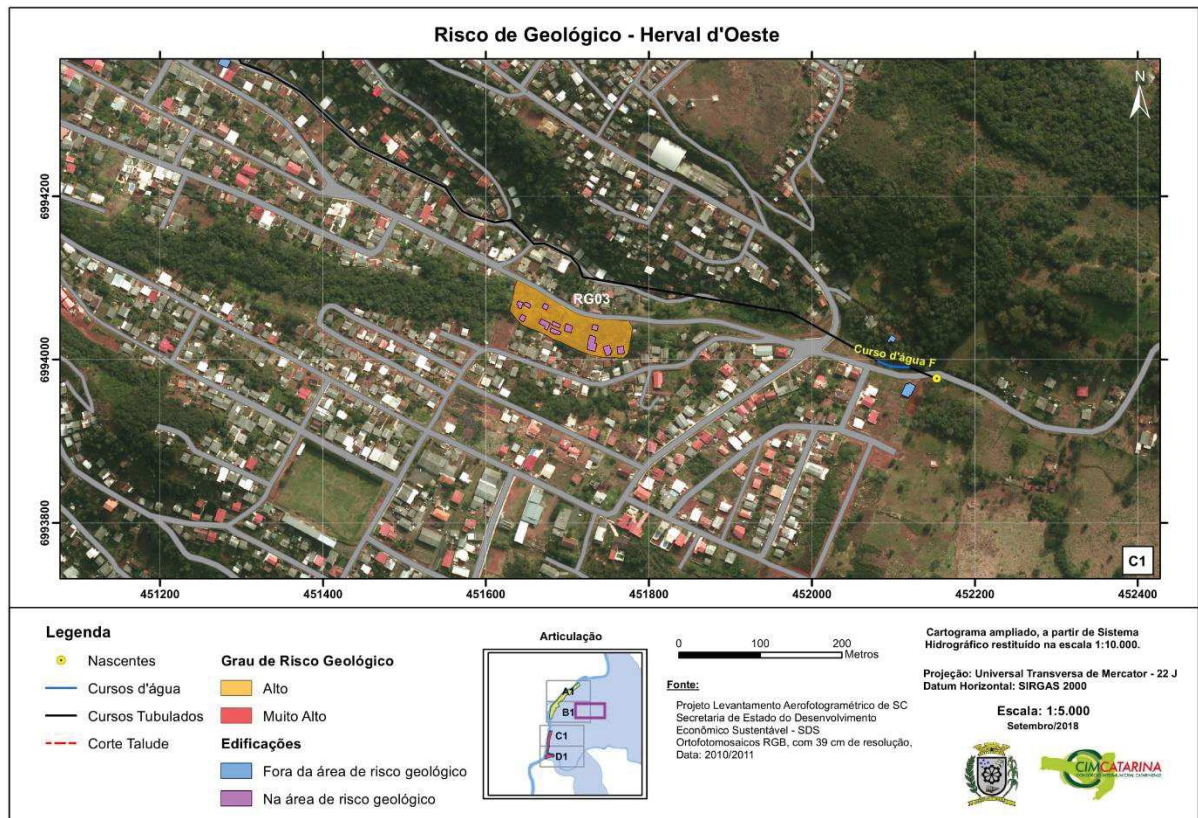 Risco de Geológico - Herval d'Oeste
N
6994200
6994000
6993800
RG03
Curso d'água F
C1
451200
451400
451600
451800
452000
452200
452400
Legenda
Nascentes
Cursos d'água
Cursos Tubulados
Corte Talude
Grau de Risco Geológico
Alto
Muito Alto
Edificações
Fora da área de risco geológico
Na área de risco geológico
Articulação
A1
B1
C1
D1
0 100 200
Metros
Fonte:
Projeto Levantamento Aerofotogramétrico de SC
Secretaria de Estado do Desenvolvimento
Econômico Sustentável - SDS
Ortofotomosaicos RGB, com 39 cm de resolução,
Data: 2010/2011
Cartograma ampliado, a partir de Sistema
Hidrográfico restituído na escala 1:10.000.
Projeção: Universal Transversa de Mercator - 22 J
Datum Horizontal: SIRGAS 2000
Escala: 1:5.000
Setembro/2018
CIMCATARINA